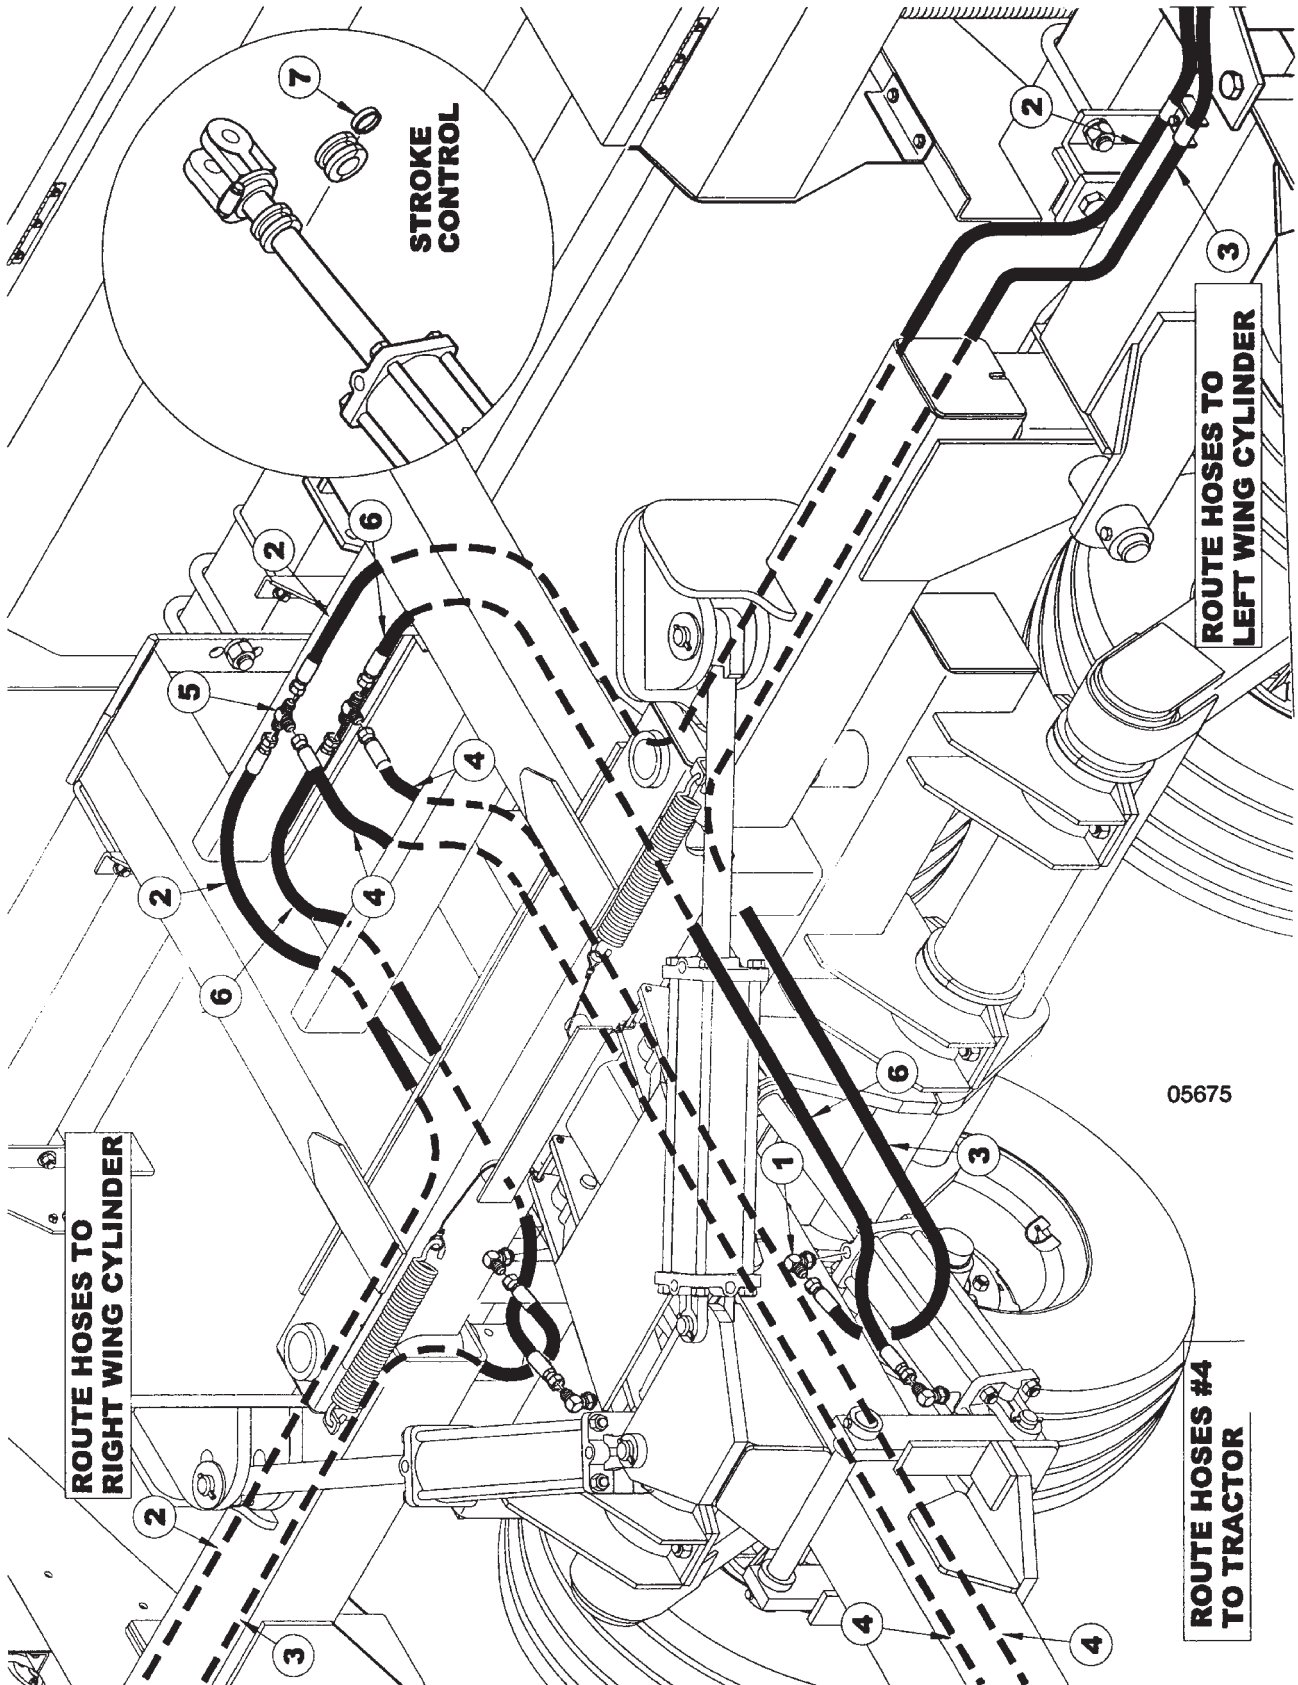 7
STROKE
CONTROL
2
3
ROUTE HOSES TO
LEFT WING CYLINDER
6
2
5
4
2
4
6
ROUTE HOSES TO
RIGHT WING CYLINDER
6
1
3
05675
2
3
4
4
ROUTE HOSES #4
TO TRACTOR